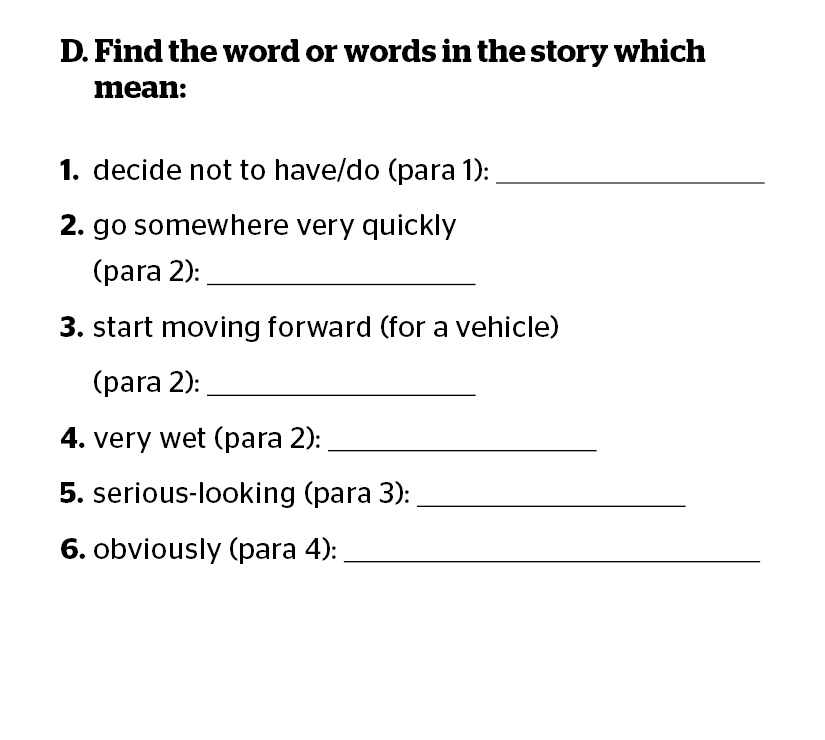 D. Find the word or words in the story which
mean:
1. decide not to have/do (para 1): ____________________
2. go somewhere very quickly
(para 2): ____________________
3. start moving forward (for a vehicle)
(para 2): ____________________
4. very wet (para 2): ____________________
5. serious-looking (para 3): ____________________
6. obviously (para 4): ____________________